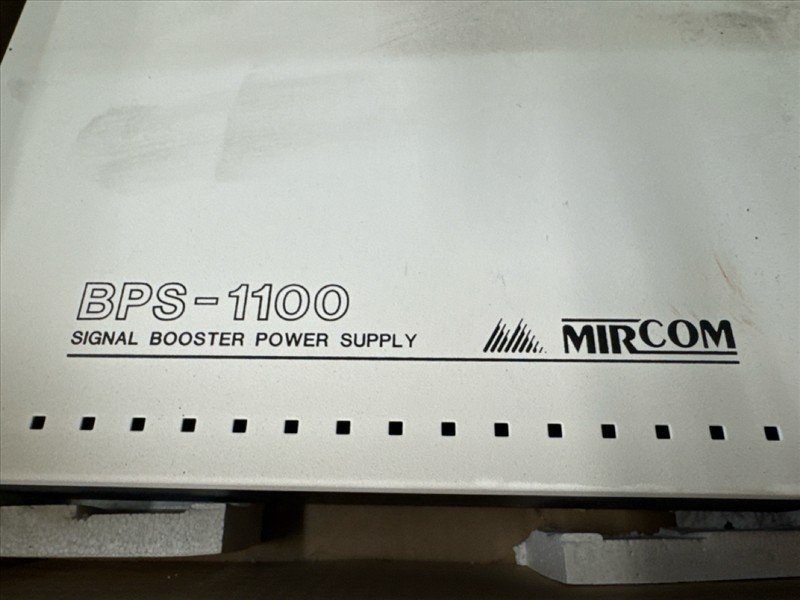 BPS-1100
SIGNAL BOOSTER POWER SUPPLY
MIRCOM